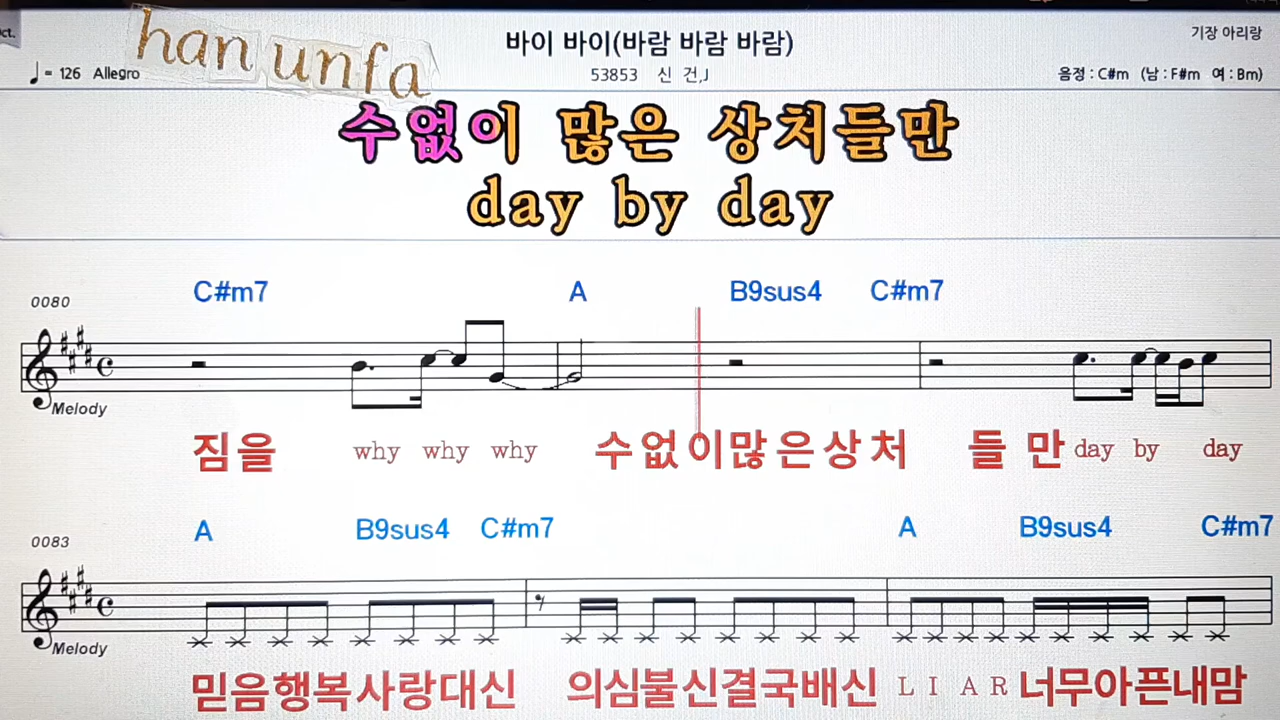 ct.
han unfa
바이 바이(바람 바람 바람)
기장 아리랑
♩= 126 Allegro
53853 신 건,J
음정 : C#m (남 : F#m 여 : Bm)
수없이 많은 상처들만
day by day
0080
C#m7 A B9sus4 C#m7
Melody
짐을 why why why 수없이많은상처 들 만 day by day
0083
A B9sus4 C#m7 A B9sus4 C#m7
Melody
믿음행복사랑대신 의심불신결국배신 L I A R 너무아픈내맘